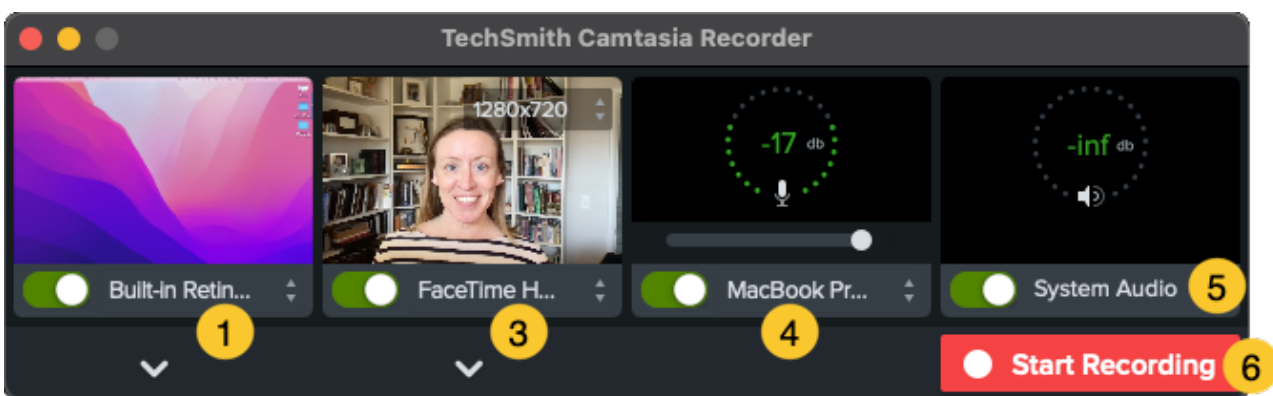 TechSmith Camtasia Recorder
1280x720
-17 db
-inf db
Built-in Retin...
FaceTime H...
MacBook Pr...
System Audio
5
1
3
4
Start Recording
6